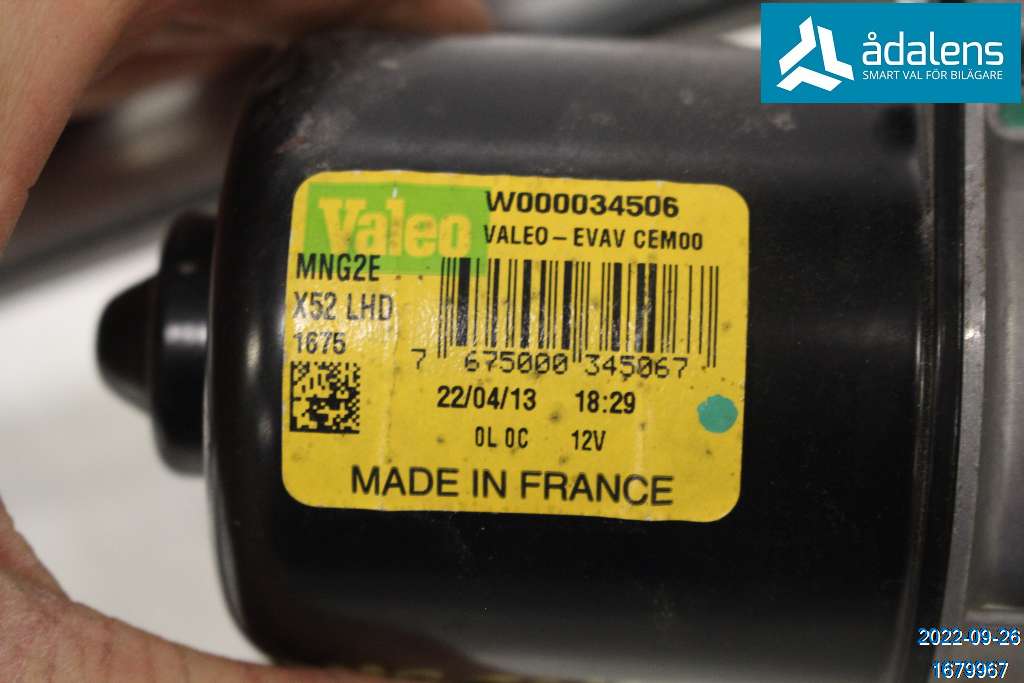 ådalens
SMART VAL FÖR BILÄGARE
Valeo
W000034506
VALEO-EVAV CEM00
MNG2E
X52 LHD
1675
7 675000 345067
22/04/13 18:29
0L 0C 12V
MADE IN FRANCE
2022-09-26
1679967